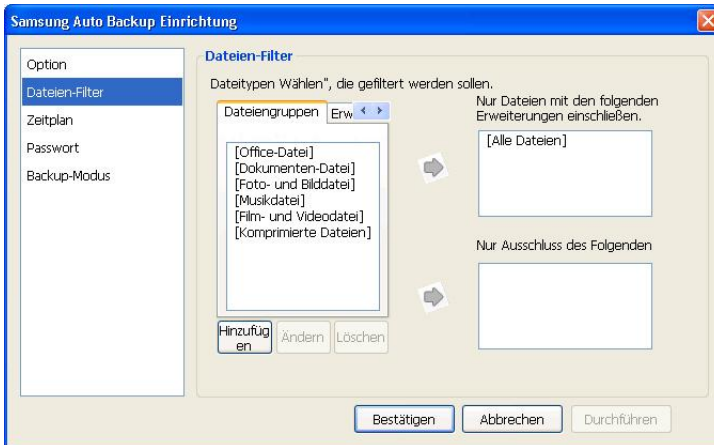 Samsung Auto Backup Einrichtung
Option
Dateien-Filter
Zeitplan
Passwort
Backup-Modus
Dateien-Filter
Dateitypen Wählen", die gefiltert werden sollen.
Dateiengruppen
Erw
[Office-Datei]
[Dokumenten-Datei]
[Foto- und Bilddatei]
[Musikdatei]
[Film- und Videodatei]
[Komprimierte Dateien]
Hinzufüg
en
Ändern
Löschen
Nur Dateien mit den folgenden
Erweiterungen einschließen.
[Alle Dateien]
Nur Ausschluss des Folgenden
Bestätigen
Abbrechen
Durchführen